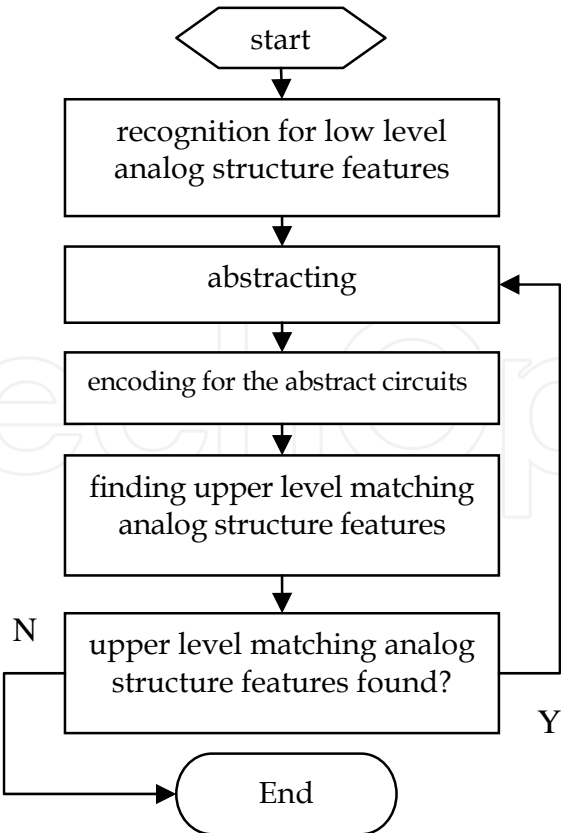 start
recognition for low level
analog structure features
abstracting
encoding for the abstract circuits
finding upper level matching
analog structure features
N
upper level matching analog
structure features found?
Y
End